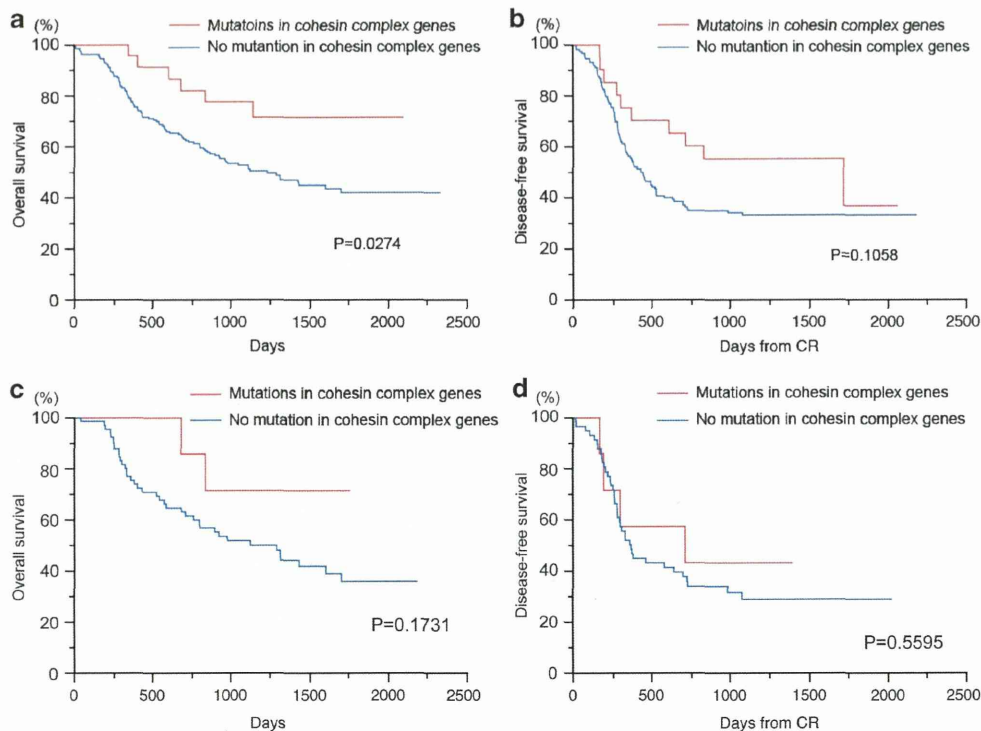 a (%) Mutatoins in cohesin complex genes
No mutantion in cohesin complex genes
100
80
60
40
20
0
Overall survival
P=0.0274
0 500 1000 1500 2000 2500
Days
b (%) Mutations in cohesin complex genes
No mutation in cohesin complex genes
100
80
60
40
20
0
Disease-free survival
P=0.1058
0 500 1000 1500 2000 2500
Days from CR
c (%) Mutations in cohesin complex genes
No mutation in cohesin complex genes
100
80
60
40
20
0
Overall survival
P=0.1731
0 500 1000 1500 2000 2500
Days
d (%) Mutations in cohesin complex genes
No mutation in cohesin complex genes
100
80
60
40
20
0
Disease-free survival
P=0.5595
0 500 1000 1500 2000 2500
Days from CR